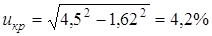 u_кр = √(4,5² − 1,62²) = 4,2%